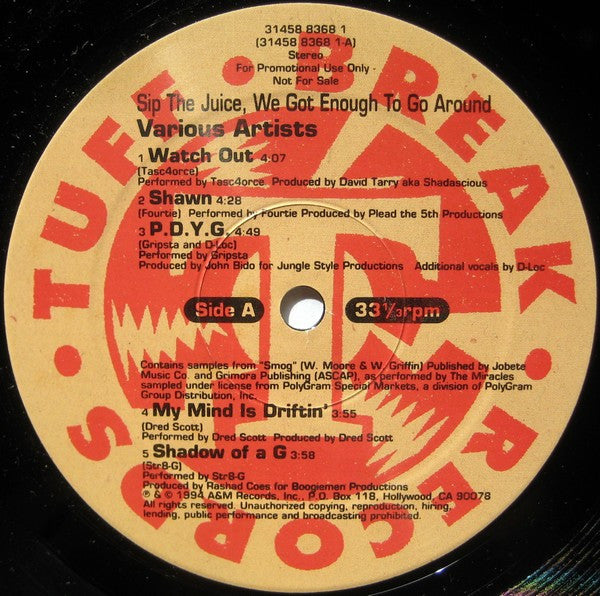 TUFF · BREAK · RECORDS ·
31458 8368 1
(31458 8368 1-A)
Stereo
For Promotional Use Only -
Not For Sale
Sip The Juice, We Got Enough To Go Around
Various Artists
1 Watch Out 4:07
(Tasc4orce)
Performed by Tasc4orce Produced by David Tarry aka Shadascious
2 Shawn 4:28
(Fourtie) Performed by Fourtie Produced by Plead the 5th Productions
3 P.D.Y.G. 4:49
(Gripsta and D-Loc)
Performed by Gripsta
Produced by John Bido for Jungle Style Productions Additional vocals by D-Loc
Side A 33⅓rpm
Contains samples from "Smog" (W. Moore & W. Griffin) Published by Jobete
Music Co. and Grimora Publishing (ASCAP), as performed by The Miracles
sampled under license from PolyGram Special Markets, a division of PolyGram
Group Distribution, Inc.
4 My Mind Is Driftin' 3:55
(Dred Scott)
Performed by Dred Scott Produced by Dred Scott
5 Shadow of a G 3:58
(Str8-G)
Performed by Str8-G
Produced by Rashad Coes for Boogiemen Productions
℗ & © 1994 A&M Records, Inc., P.O. Box 118, Hollywood, CA 90078
All rights reserved. Unauthorized copying, reproduction, hiring,
lending, public performance and broadcasting prohibited.